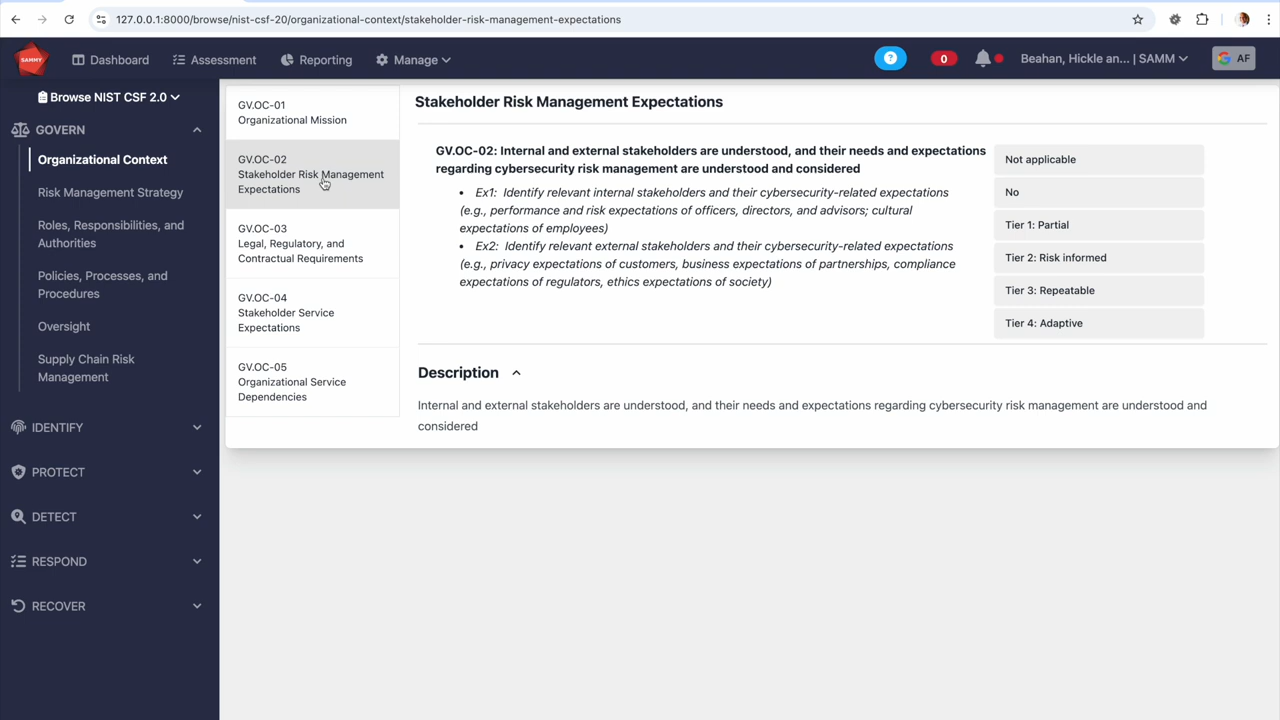 127.0.0.1:8000/browse/nist-csf-20/organizational-context/stakeholder-risk-management-expectations
SAMMY
Dashboard
Assessment
Reporting
Manage
?
0
Beahan, Hickle an... | SAMM
AF
Browse NIST CSF 2.0
GOVERN
Organizational Context
Risk Management Strategy
Roles, Responsibilities, and
Authorities
Policies, Processes, and
Procedures
Oversight
Supply Chain Risk
Management
IDENTIFY
PROTECT
DETECT
RESPOND
RECOVER
GV.OC-01
Organizational Mission
GV.OC-02
Stakeholder Risk Management
Expectations
GV.OC-03
Legal, Regulatory, and
Contractual Requirements
GV.OC-04
Stakeholder Service
Expectations
GV.OC-05
Organizational Service
Dependencies
Stakeholder Risk Management Expectations
GV.OC-02: Internal and external stakeholders are understood, and their needs and expectations
regarding cybersecurity risk management are understood and considered
• Ex1: Identify relevant internal stakeholders and their cybersecurity-related expectations
(e.g., performance and risk expectations of officers, directors, and advisors; cultural
expectations of employees)
• Ex2: Identify relevant external stakeholders and their cybersecurity-related expectations
(e.g., privacy expectations of customers, business expectations of partnerships, compliance
expectations of regulators, ethics expectations of society)
Not applicable
No
Tier 1: Partial
Tier 2: Risk informed
Tier 3: Repeatable
Tier 4: Adaptive
Description
Internal and external stakeholders are understood, and their needs and expectations regarding cybersecurity risk management are understood and
considered